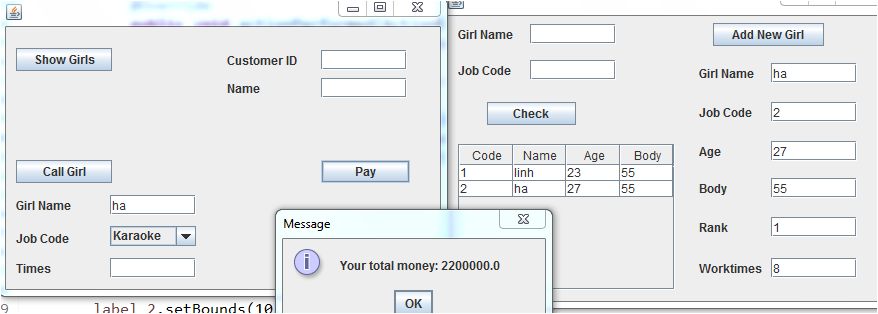 Show Girls
Customer ID
Name
Call Girl
Pay
Girl Name ha
Job Code Karaoke
Times
Girl Name
Job Code
Check
Code Name Age Body
1 linh 23 55
2 ha 27 55
Add New Girl
Girl Name ha
Job Code 2
Age 27
Body 55
Rank 1
Worktimes 8
Message
Your total money: 2200000.0
OK
9 label 2.setBounds(10